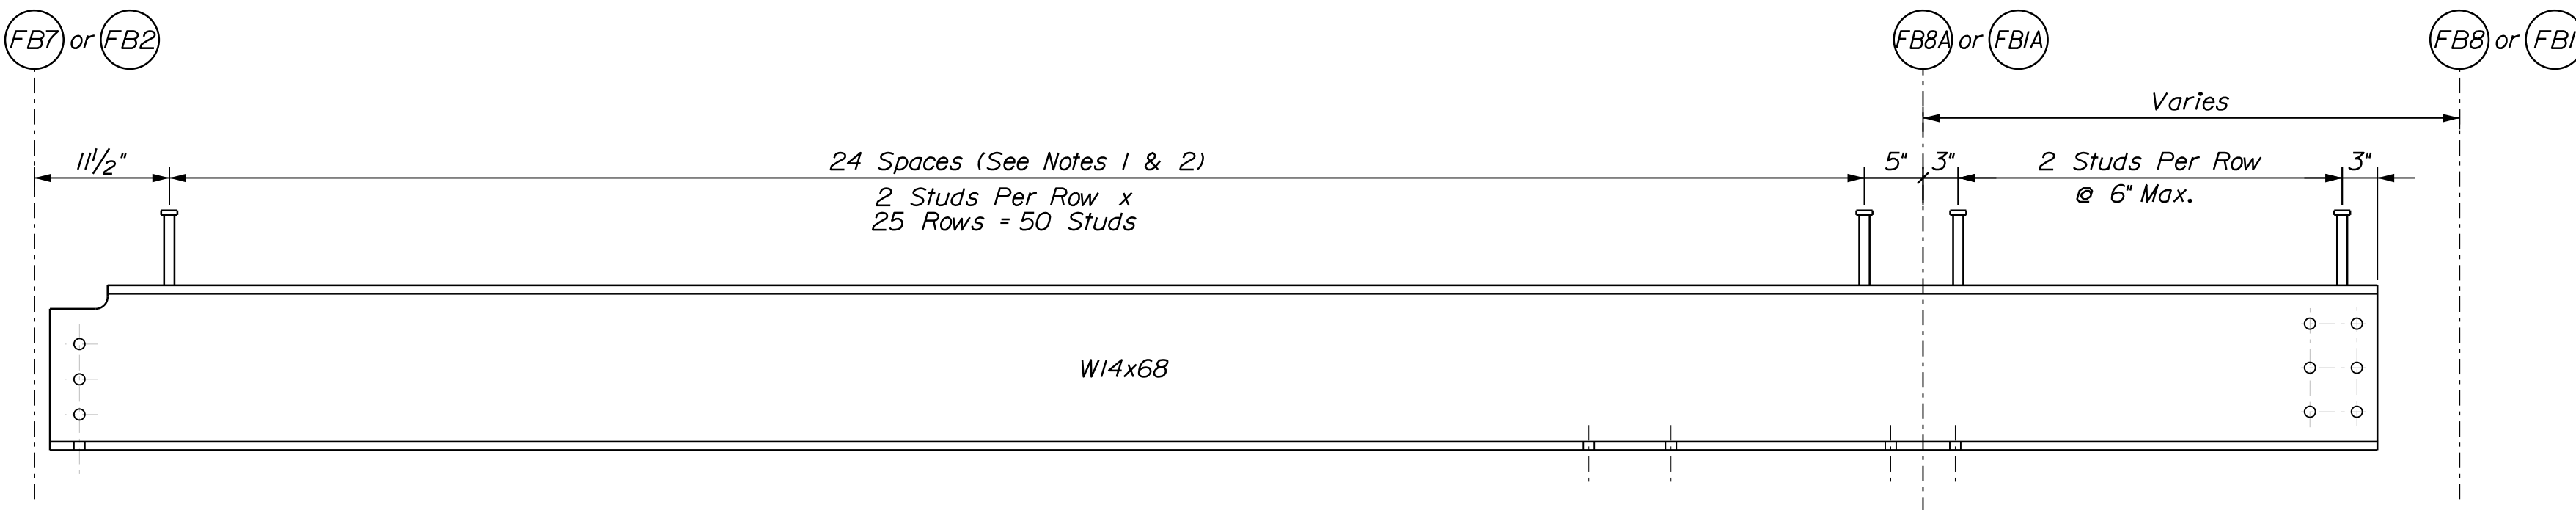 FB7 or FB2
FB8A or FB1A
FB8 or FB1
Varies
11 1/2"
24 Spaces (See Notes 1 & 2)
2 Studs Per Row x
25 Rows = 50 Studs
5"
3"
2 Studs Per Row
@ 6" Max.
3"
W14x68